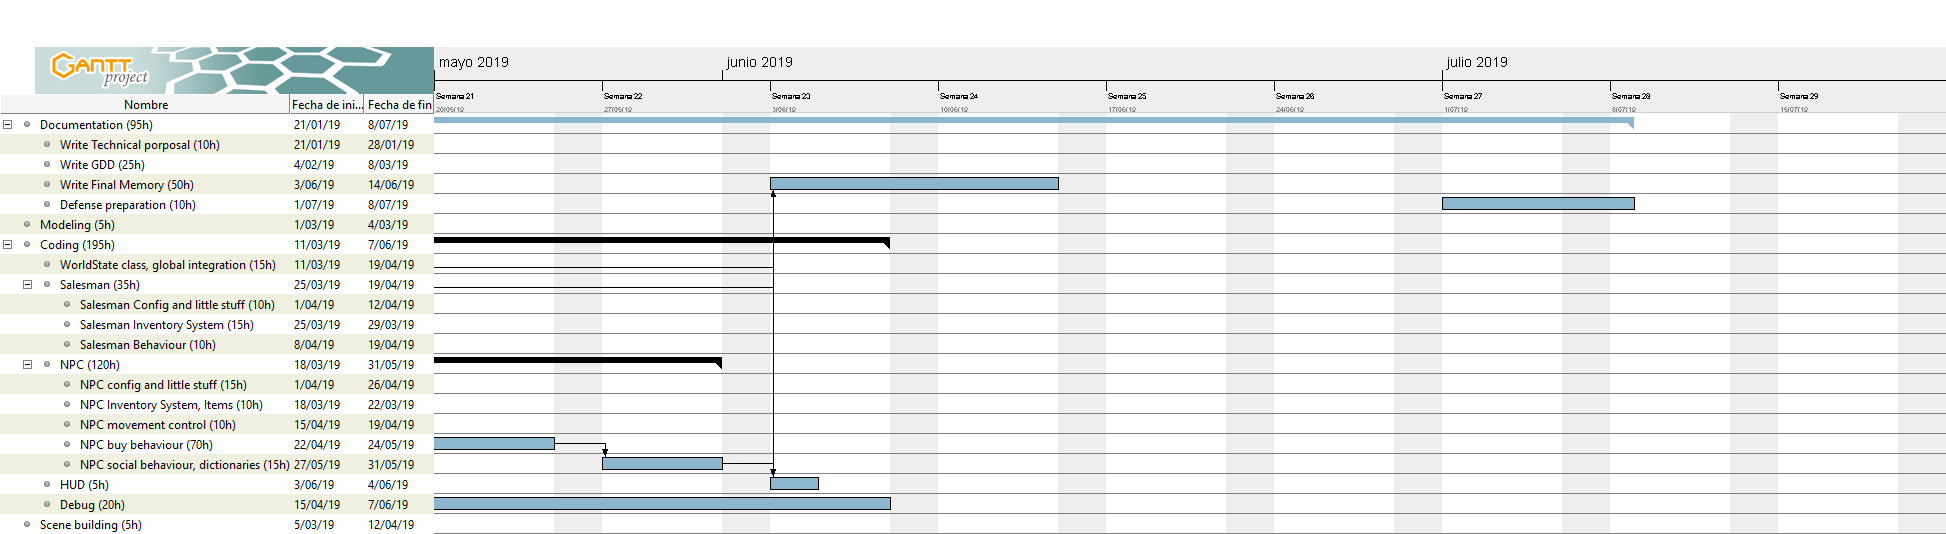 GANTT project
mayo 2019 junio 2019 julio 2019
Semana 21 Semana 22 Semana 23 Semana 24 Semana 25 Semana 26 Semana 27 Semana 28 Semana 29
Nombre Fecha de ini... Fecha de fin 20/05/19 27/05/19 3/06/19 10/06/19 17/06/19 24/06/19 1/07/19 8/07/19 15/07/19
Documentation (95h) 21/01/19 8/07/19
Write Technical porposal (10h) 21/01/19 28/01/19
Write GDD (25h) 4/02/19 8/03/19
Write Final Memory (50h) 3/06/19 14/06/19
Defense preparation (10h) 1/07/19 8/07/19
Modeling (5h) 1/03/19 4/03/19
Coding (195h) 11/03/19 7/06/19
WorldState class, global integration (15h) 11/03/19 19/04/19
Salesman (35h) 25/03/19 19/04/19
Salesman Config and little stuff (10h) 1/04/19 12/04/19
Salesman Inventory System (15h) 25/03/19 29/03/19
Salesman Behaviour (10h) 8/04/19 19/04/19
NPC (120h) 18/03/19 31/05/19
NPC config and little stuff (15h) 1/04/19 26/04/19
NPC Inventory System, Items (10h) 18/03/19 22/03/19
NPC movement control (10h) 15/04/19 19/04/19
NPC buy behaviour (70h) 22/04/19 24/05/19
NPC social behaviour, dictionaries (15h) 27/05/19 31/05/19
HUD (5h) 3/06/19 4/06/19
Debug (20h) 15/04/19 7/06/19
Scene building (5h) 5/03/19 12/04/19